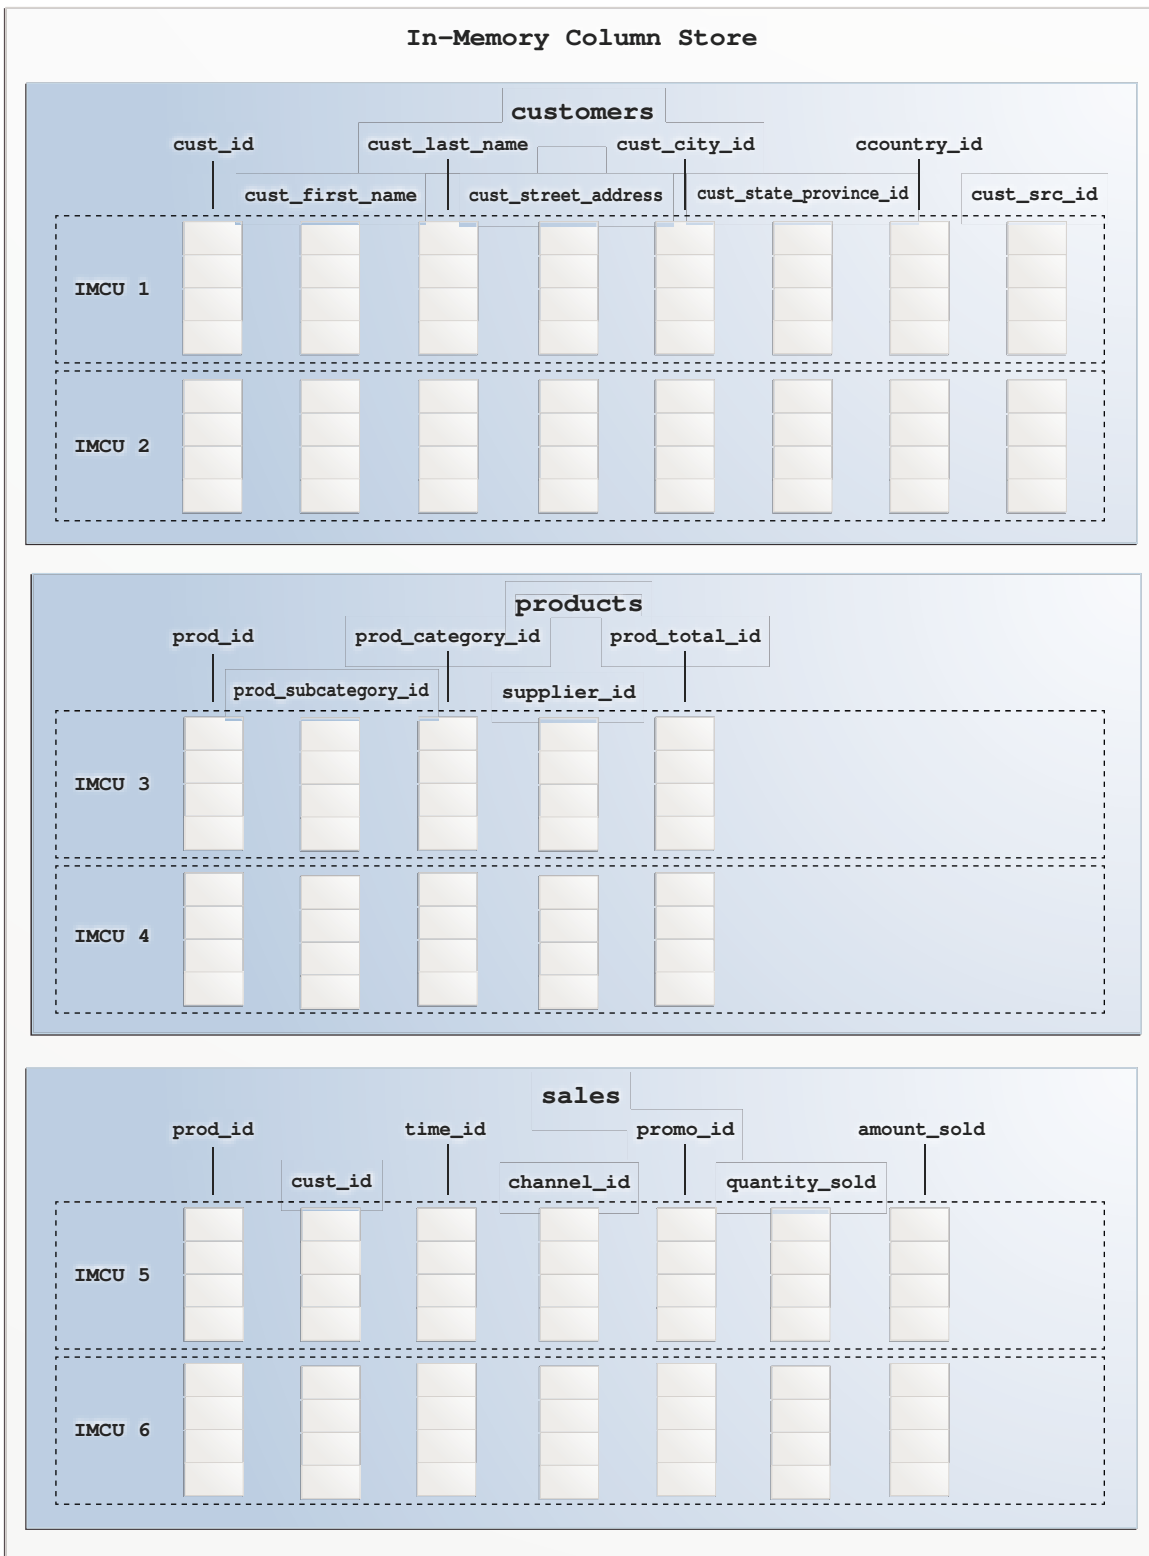 In-Memory Column Store
customers
cust_id cust_last_name cust_city_id ccountry_id
cust_first_name cust_street_address cust_state_province_id cust_src_id
IMCU 1
IMCU 2
products
prod_id prod_category_id prod_total_id
prod_subcategory_id supplier_id
IMCU 3
IMCU 4
sales
prod_id time_id promo_id amount_sold
cust_id channel_id quantity_sold
IMCU 5
IMCU 6